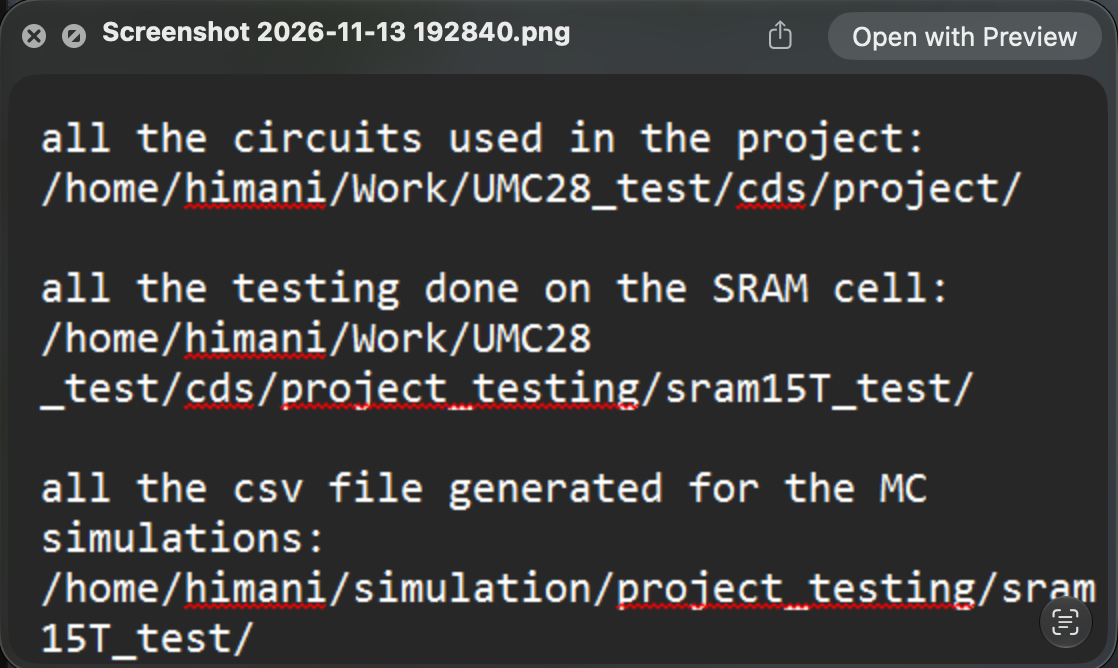 Screenshot 2026-11-13 192840.png
Open with Preview
all the circuits used in the project:
/home/himani/Work/UMC28_test/cds/project/
all the testing done on the SRAM cell:
/home/himani/Work/UMC28
_test/cds/project_testing/sram15T_test/
all the csv file generated for the MC
simulations:
/home/himani/simulation/project_testing/sram
15T_test/